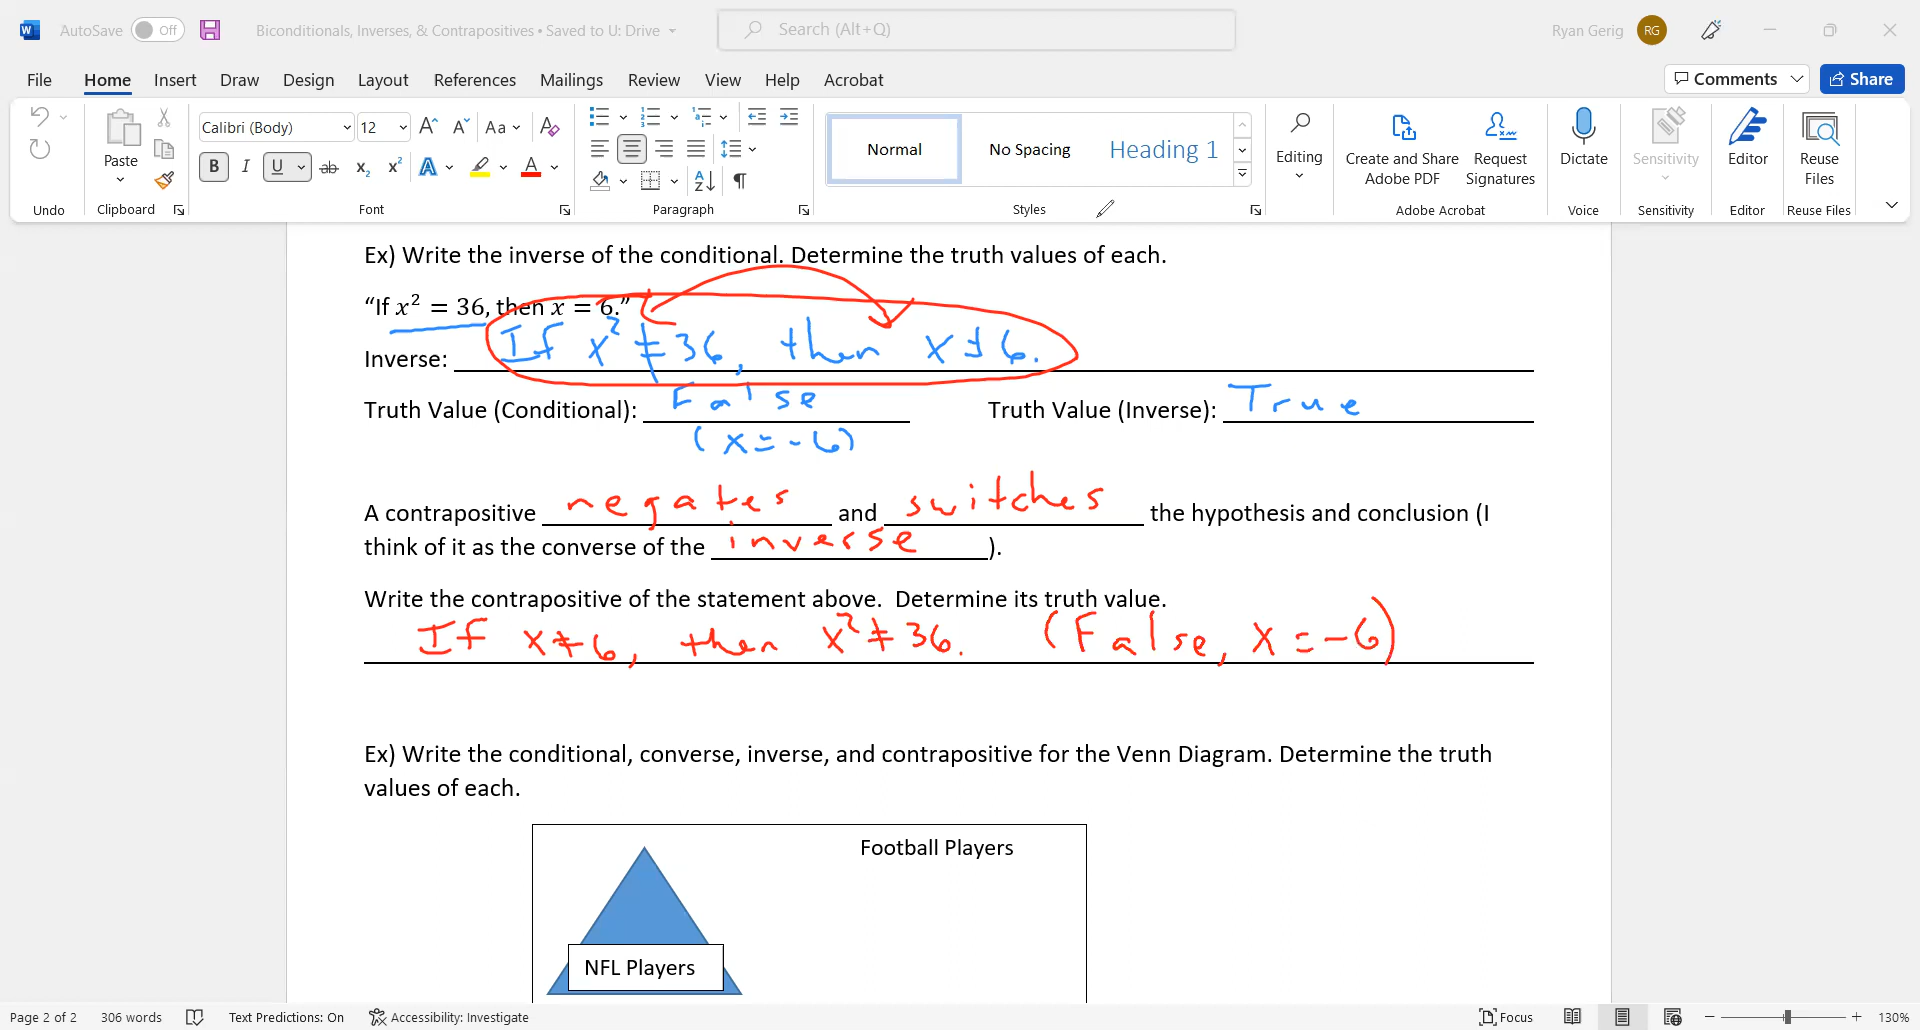 AutoSave Off Biconditionals, Inverses, & Contrapositives • Saved to U: Drive Search (Alt+Q) Ryan Gerig RG
File Home Insert Draw Design Layout References Mailings Review View Help Acrobat Comments Share
Calibri (Body) 12 Aa
Paste B I U ab x₂ x² A A Normal No Spacing Heading 1 Editing Create and Share Adobe PDF Request Signatures Dictate Sensitivity Editor Reuse Files
Undo Clipboard Font Paragraph Styles Adobe Acrobat Voice Sensitivity Editor Reuse Files
Ex) Write the inverse of the conditional. Determine the truth values of each.
“If x² = 36, then x = 6.”
Inverse: If x² ≠ 36, then x ≠ 6.
Truth Value (Conditional): False Truth Value (Inverse): True
(x = -6)
A contrapositive negates and switches the hypothesis and conclusion (I
think of it as the converse of the inverse).
Write the contrapositive of the statement above. Determine its truth value.
If x ≠ 6, then x² ≠ 36. (False, x = -6)
Ex) Write the conditional, converse, inverse, and contrapositive for the Venn Diagram. Determine the truth
values of each.
Football Players
NFL Players
Page 2 of 2 306 words Text Predictions: On Accessibility: Investigate Focus 130%